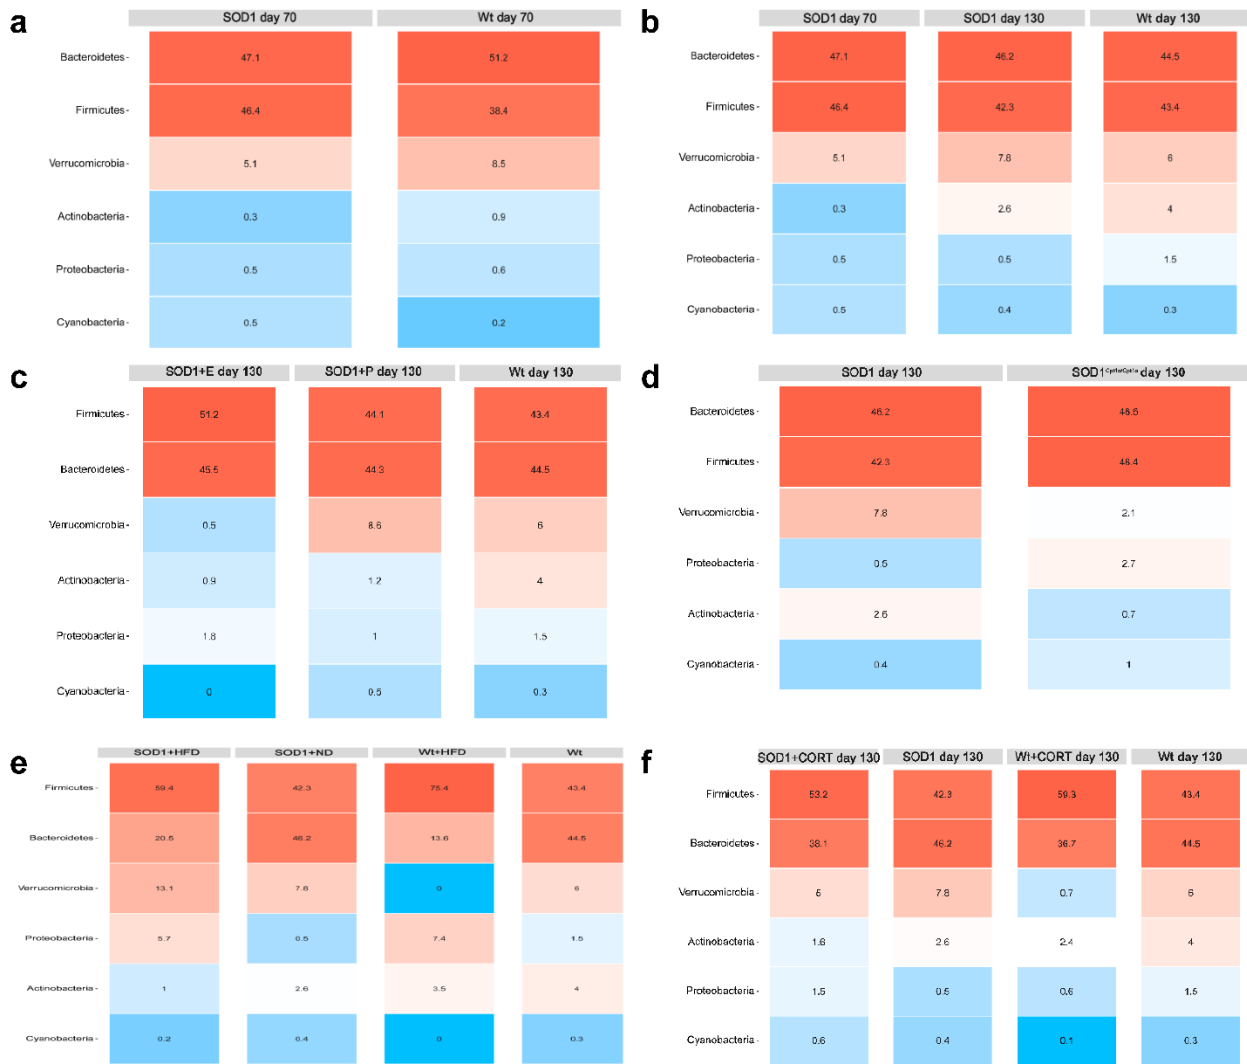 a
SOD1 day 70 Wt day 70
Bacteroidetes 47.1 51.2
Firmicutes 46.4 38.4
Verrucomicrobia 5.1 8.5
Actinobacteria 0.3 0.9
Proteobacteria 0.5 0.6
Cyanobacteria 0.5 0.2
b
SOD1 day 70 SOD1 day 130 Wt day 130
Bacteroidetes 47.1 46.2 44.5
Firmicutes 46.4 42.3 43.4
Verrucomicrobia 5.1 7.8 6
Actinobacteria 0.3 2.6 4
Proteobacteria 0.5 0.5 1.5
Cyanobacteria 0.5 0.4 0.3
c
SOD1+E day 130 SOD1+P day 130 Wt day 130
Firmicutes 51.2 44.1 43.4
Bacteroidetes 45.5 44.3 44.5
Verrucomicrobia 0.5 8.6 6
Actinobacteria 0.9 1.2 4
Proteobacteria 1.8 1 1.5
Cyanobacteria 0 0.5 0.3
d
SOD1 day 130 SOD1 day 130
Bacteroidetes 46.2 46.5
Firmicutes 42.3 46.4
Verrucomicrobia 7.8 2.1
Proteobacteria 0.5 2.7
Actinobacteria 2.6 0.7
Cyanobacteria 0.4 1
e
SOD1+HFD SOD1+ND Wt+HFD Wt
Firmicutes 59.4 42.3 75.4 43.4
Bacteroidetes 20.5 46.2 13.6 44.5
Verrucomicrobia 13.1 7.8 0 6
Proteobacteria 5.7 0.5 7.4 1.5
Actinobacteria 1 2.6 3.5 4
Cyanobacteria 0.2 0.4 0 0.3
f
SOD1+CORT day 130 SOD1 day 130 Wt+CORT day 130 Wt day 130
Firmicutes 53.2 42.3 59.3 43.4
Bacteroidetes 38.1 46.2 36.7 44.5
Verrucomicrobia 5 7.8 0.7 6
Actinobacteria 1.6 2.6 2.4 4
Proteobacteria 1.5 0.5 0.6 1.5
Cyanobacteria 0.6 0.4 0.1 0.3